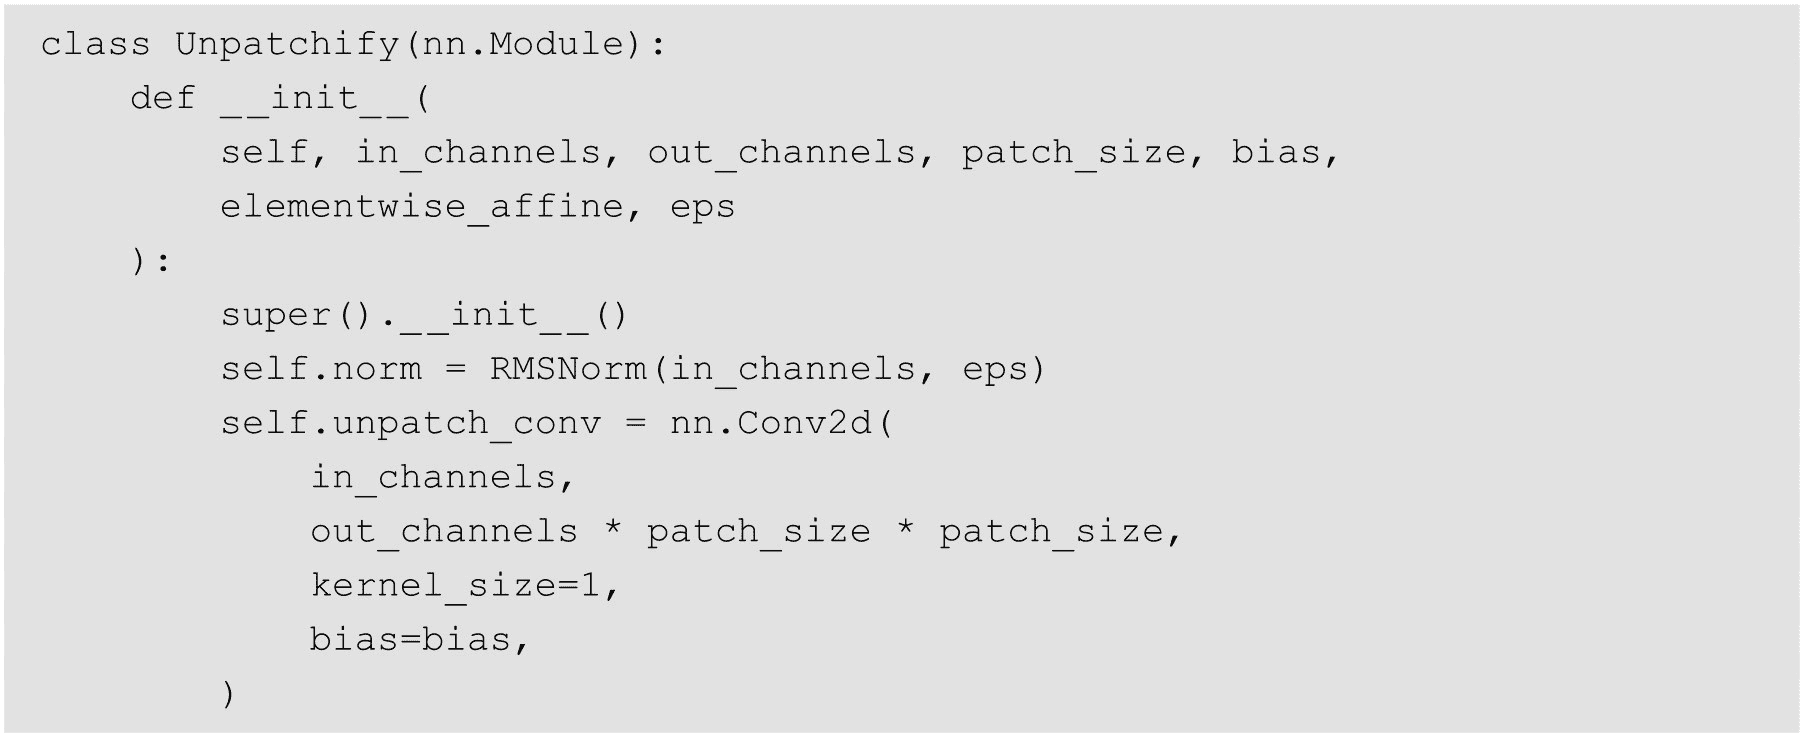 class Unpatchify(nn.Module):
    def __init__(
        self, in_channels, out_channels, patch_size, bias,
        elementwise_affine, eps
    ):
        super().__init__()
        self.norm = RMSNorm(in_channels, eps)
        self.unpatch_conv = nn.Conv2d(
            in_channels,
            out_channels * patch_size * patch_size,
            kernel_size=1,
            bias=bias,
        )